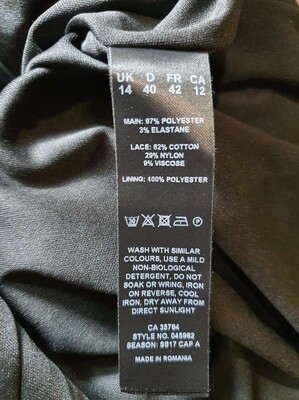 UK D FR CA
14 40 42 12
MAIN: 97% POLYESTER
3% ELASTANE
LACE: 62% COTTON
29% NYLON
9% VISCOSE
LINING: 100% POLYESTER
WASH WITH SIMILAR
COLOURS, USE A MILD
NON-BIOLOGICAL
DETERGENT, DO NOT
SOAK OR WRING, IRON
ON REVERSE, COOL
IRON, DRY AWAY FROM
DIRECT SUNLIGHT
CA 35784
STYLE NO. 045982
SEASON: SS17 CAP A
MADE IN ROMANIA